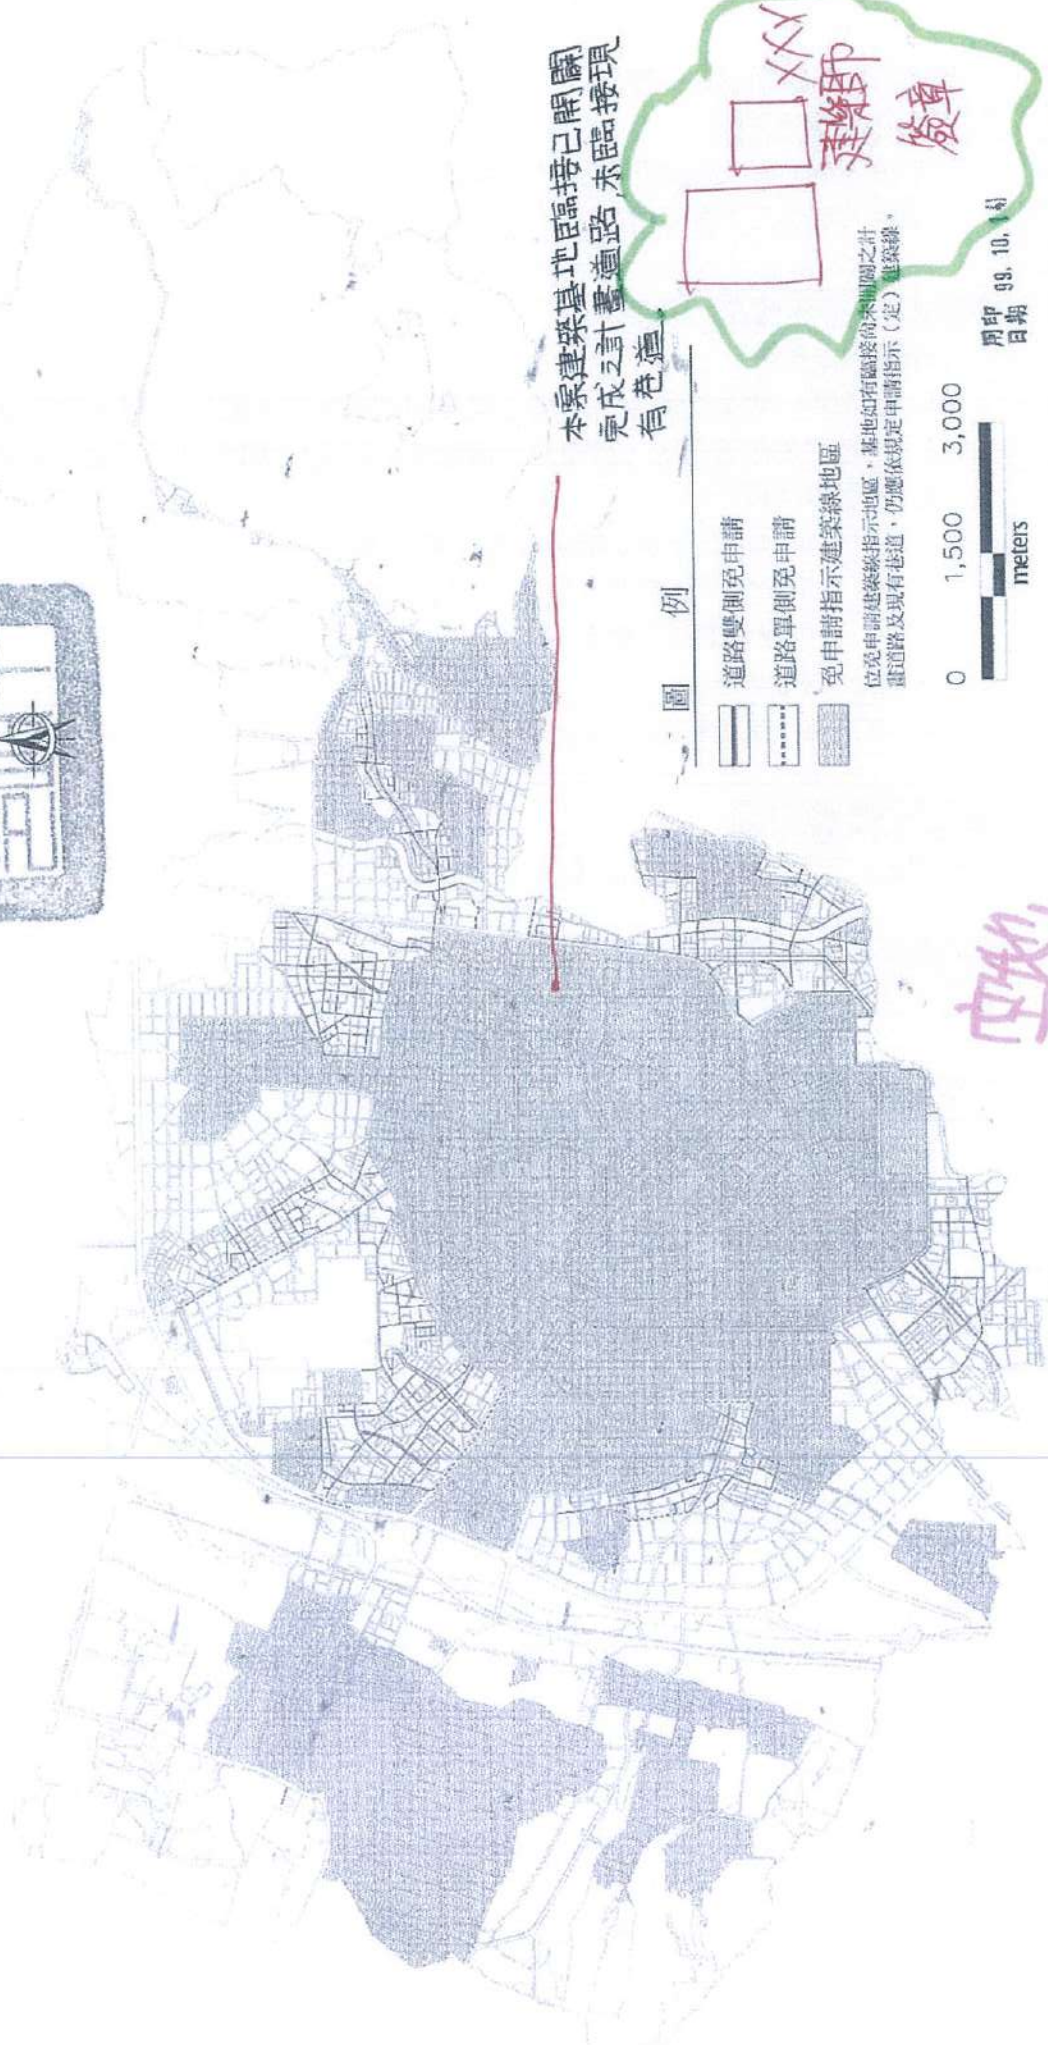 本案建築基地臨接已開闢
完成之計畫道路,未臨接現
有巷道。
XXX
建築師
簽章
圖 例
道路雙側免申請
道路單側免申請
免申請指示建築線地區
位免申請建築線指示地區,基地如有臨接尚未開闢之計
畫道路及現有巷道,仍應依規定申請指示(定)建築線。
0 1,500 3,000
meters
用印
日期 99. 10.